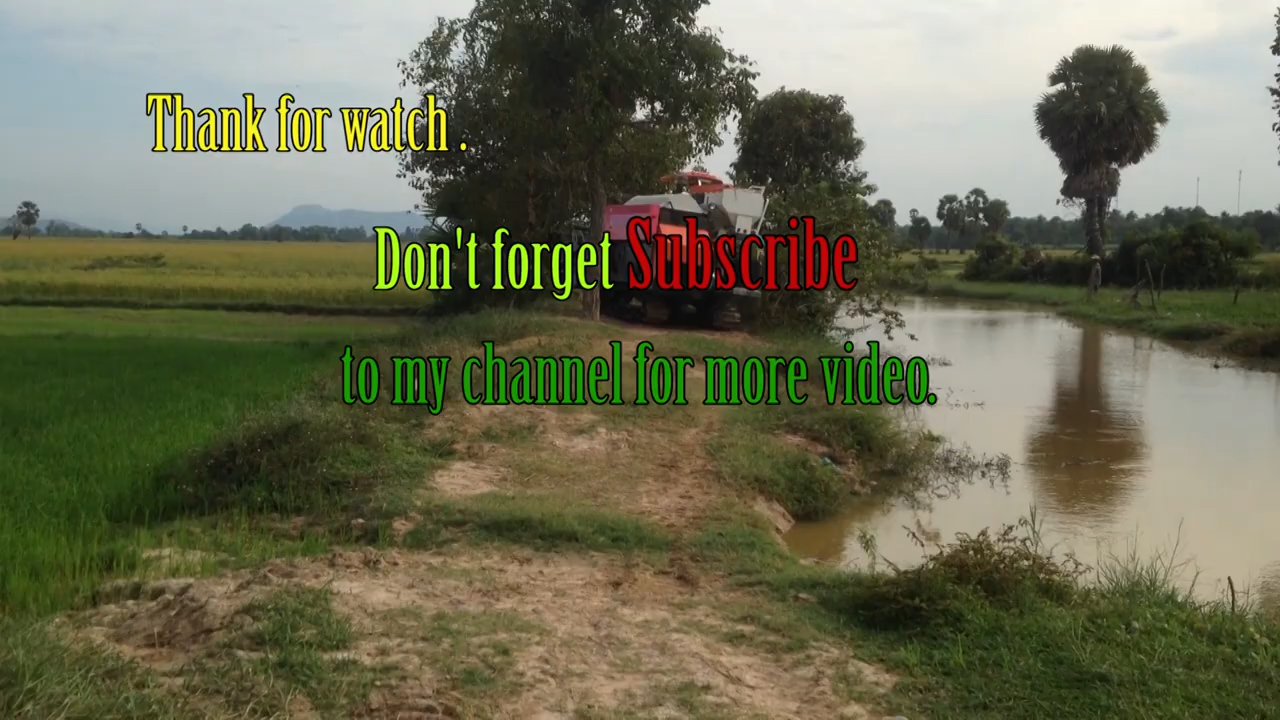 Thank for watch .
Don't forget Subscribe
to my channel for more video.